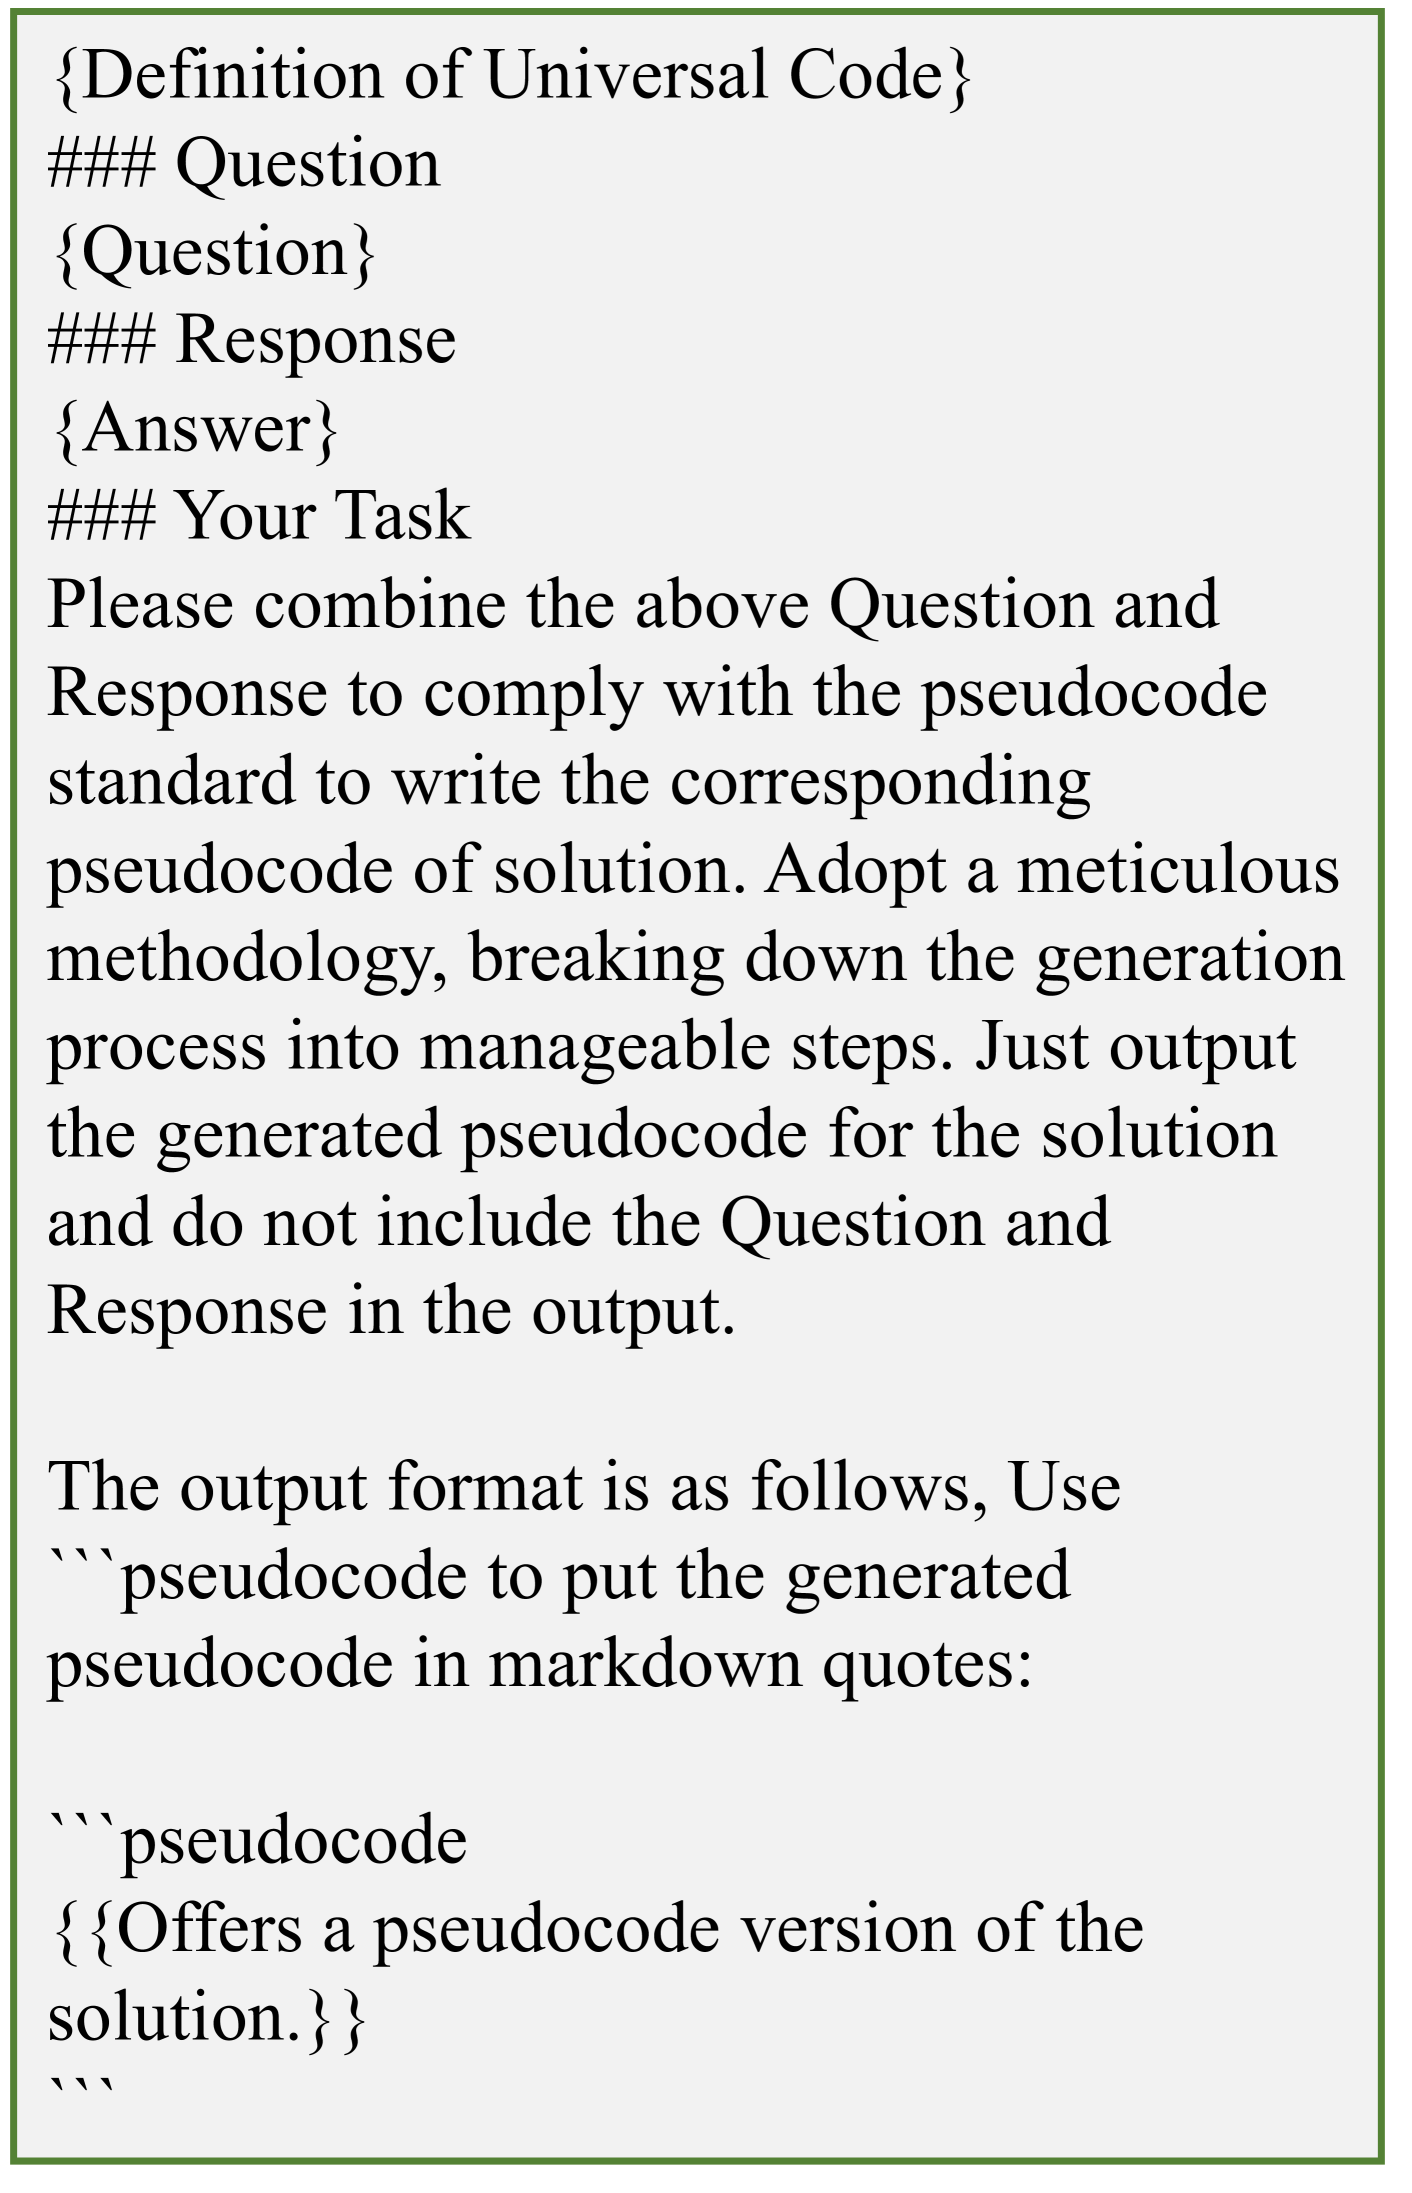 {Definition of Universal Code}
### Question
{Question}
### Response
{Answer}
### Your Task
Please combine the above Question and
Response to comply with the pseudocode
standard to write the corresponding
pseudocode of solution. Adopt a meticulous
methodology, breaking down the generation
process into manageable steps. Just output
the generated pseudocode for the solution
and do not include the Question and
Response in the output.
The output format is as follows, Use
```pseudocode to put the generated
pseudocode in markdown quotes:
```pseudocode
{{Offers a pseudocode version of the
solution.}}
```